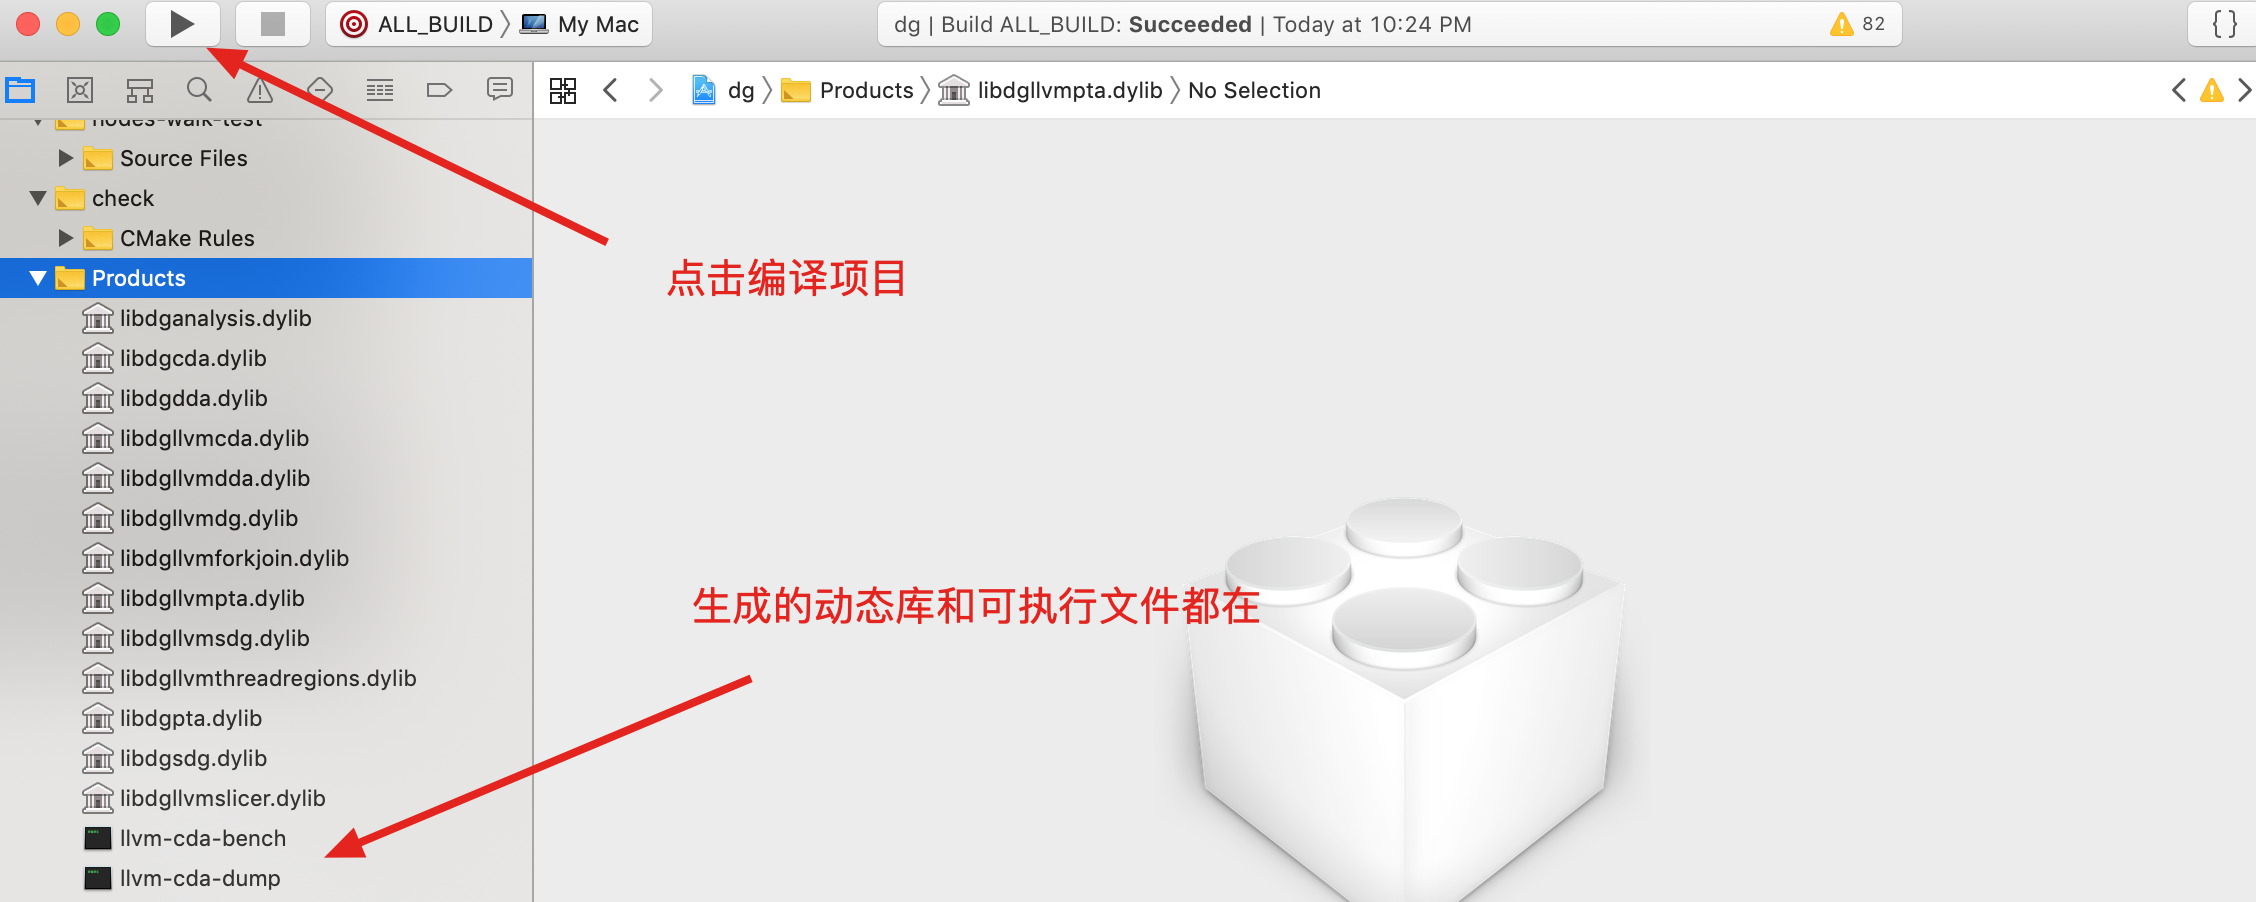 ALL_BUILD My Mac
dg | Build ALL_BUILD: Succeeded | Today at 10:24 PM
82
{ }
dg Products libdgllvmpta.dylib No Selection
nodes-walk-test
Source Files
check
CMake Rules
Products
libdganalysis.dylib
libdgcda.dylib
libdgdda.dylib
libdgllvmcda.dylib
libdgllvmdda.dylib
libdgllvmdg.dylib
libdgllvmforkjoin.dylib
libdgllvmpta.dylib
libdgllvmsdg.dylib
libdgllvmthreadregions.dylib
libdgpta.dylib
libdgsdg.dylib
libdgllvmslicer.dylib
llvm-cda-bench
llvm-cda-dump
点击编译项目
生成的动态库和可执行文件都在